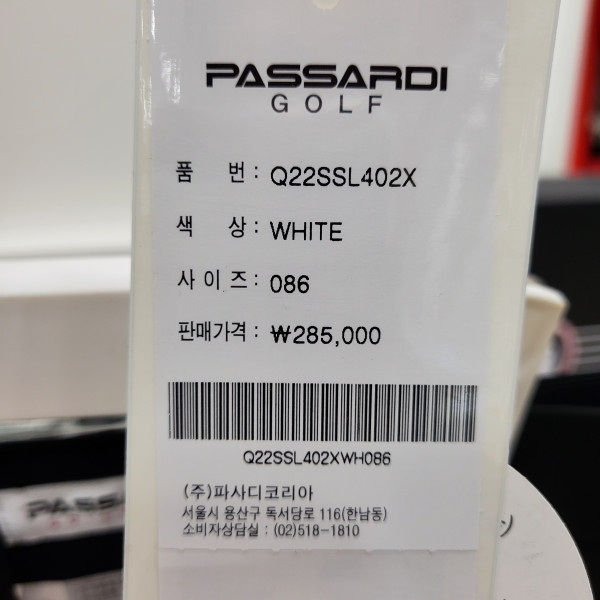 PASSARDI
GOLF
품 번: Q22SSL402X
색 상: WHITE
사 이 즈: 086
판매가격: ₩285,000
Q22SSL402XWH086
(주)파사디코리아
서울시 용산구 독서당로 116(한남동)
소비자상담실 : (02)518-1810
PASSARDI